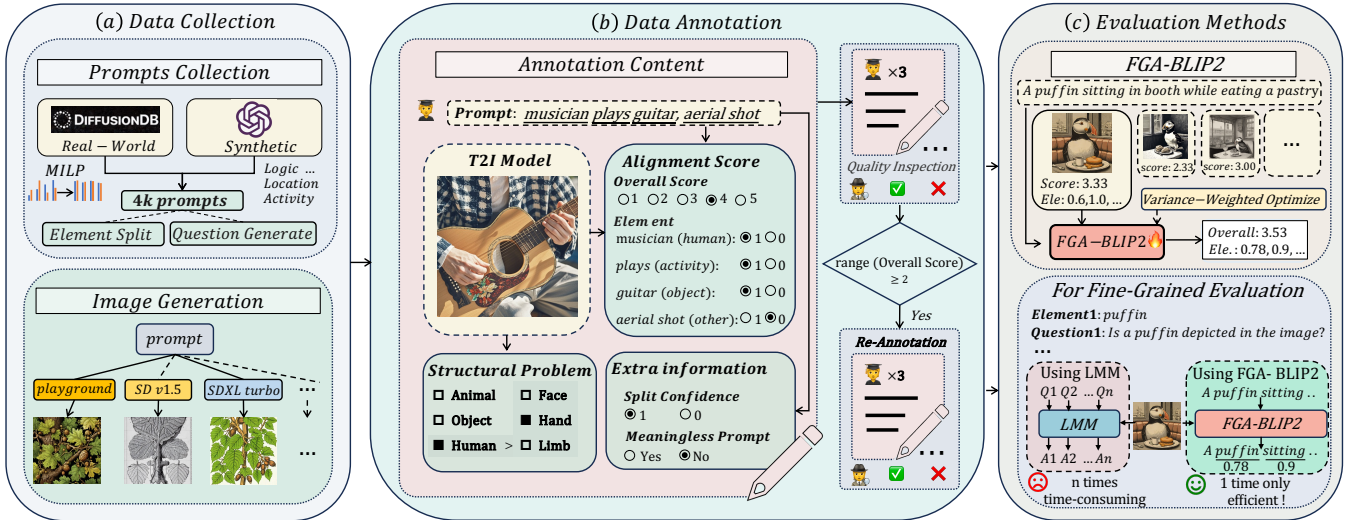 (a) Data Collection
Prompts Collection
DIFFUSIONDB
Real−World
Synthetic
MILP
Logic ...
Location
Activity
4k prompts
Element Split
Question Generate
Image Generation
prompt
playground
SD v1.5
SDXL turbo
...
...
(b) Data Annotation
Annotation Content
Prompt: musician plays guitar, aerial shot
T2I Model
Alignment Score
Overall Score
1 2 3 4 5
Element
musician (human): 1 0
plays (activity): 1 0
guitar (object): 1 0
aerial shot (other): 1 0
Structural Problem
Animal Face
Object Hand
Human > Limb
Extra information
Split Confidence
1 0
Meaningless Prompt
Yes No
×3
...
Quality Inspection
range (Overall Score)
≥ 2
Yes
Re-Annotation
×3
...
(c) Evaluation Methods
FGA-BLIP2
A puffin sitting in booth while eating a pastry
Score: 3.33
Ele: 0.6,1.0, ...
score: 2.33
score: 3.00
...
Variance−Weighted Optimize
FGA−BLIP2
Overall: 3.53
Ele.: 0.78, 0.9, ...
For Fine-Grained Evaluation
Element1: puffin
Question1: Is a puffin depicted in the image?
...
Using LMM
Q1 Q2 ... Qn
LMM
A1 A2 ... An
n times
time-consuming
Using FGA- BLIP2
A puffin sitting ..
FGA-BLIP2
A puffin sitting ..
0.78 0.9
1 time only
efficient !